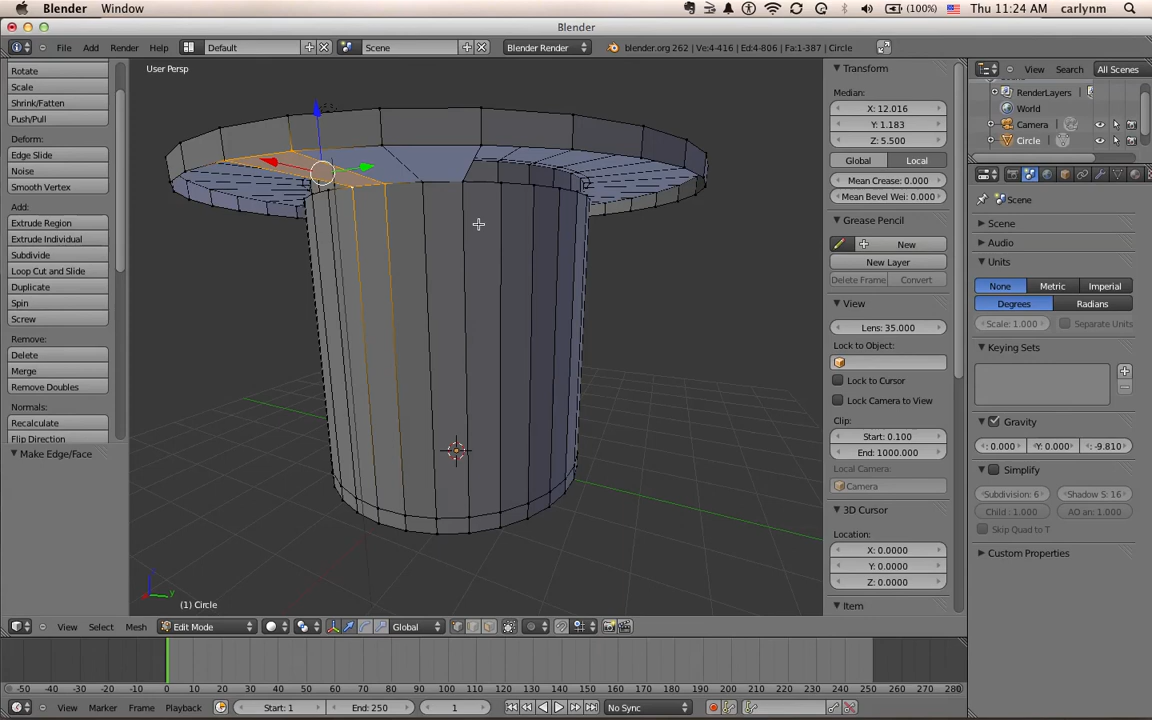 Blender Window (100%) Thu 11:24 AM carlynm
Blender
File Add Render Help Default Scene Blender Render blender.org 262 | Ve:4-416 | Ed:4-806 | Fa:1-387 | Circle
Rotate
Scale
Shrink/Fatten
Push/Pull
Deform:
Edge Slide
Noise
Smooth Vertex
Add:
Extrude Region
Extrude Individual
Subdivide
Loop Cut and Slide
Duplicate
Spin
Screw
Remove:
Delete
Merge
Remove Doubles
Normals:
Recalculate
Flip Direction
Make Edge/Face
User Persp
(1) Circle
Transform
Median:
X: 12.016
Y: 1.183
Z: 5.500
Global Local
Mean Crease: 0.000
Mean Bevel Wei: 0.000
Grease Pencil
New
New Layer
Delete Frame Convert
View
Lens: 35.000
Lock to Object:
Lock to Cursor
Lock Camera to View
Clip:
Start: 0.100
End: 1000.000
Local Camera:
Camera
3D Cursor
Location:
X: 0.0000
Y: 0.0000
Z: 0.0000
Item
View Search All Scenes
RenderLayers
World
Camera
Circle
Scene
Scene
Audio
Units
None Metric Imperial
Degrees Radians
Scale: 1.000 Separate Units
Keying Sets
Gravity
: 0.000 Y: 0.000 : -9.810
Simplify
Subdivision: 6 Shadow S: 16
Child : 1.000 AO an: 1.000
Skip Quad to T
Custom Properties
View Select Mesh Edit Mode Global
-50 -40 -30 -20 -10 0 10 20 30 40 50 60 70 80 90 100 110 120 130 140 150 160 170 180 190 200 210 220 230 240 250 260 270 280
View Marker Frame Playback Start: 1 End: 250 1 No Sync